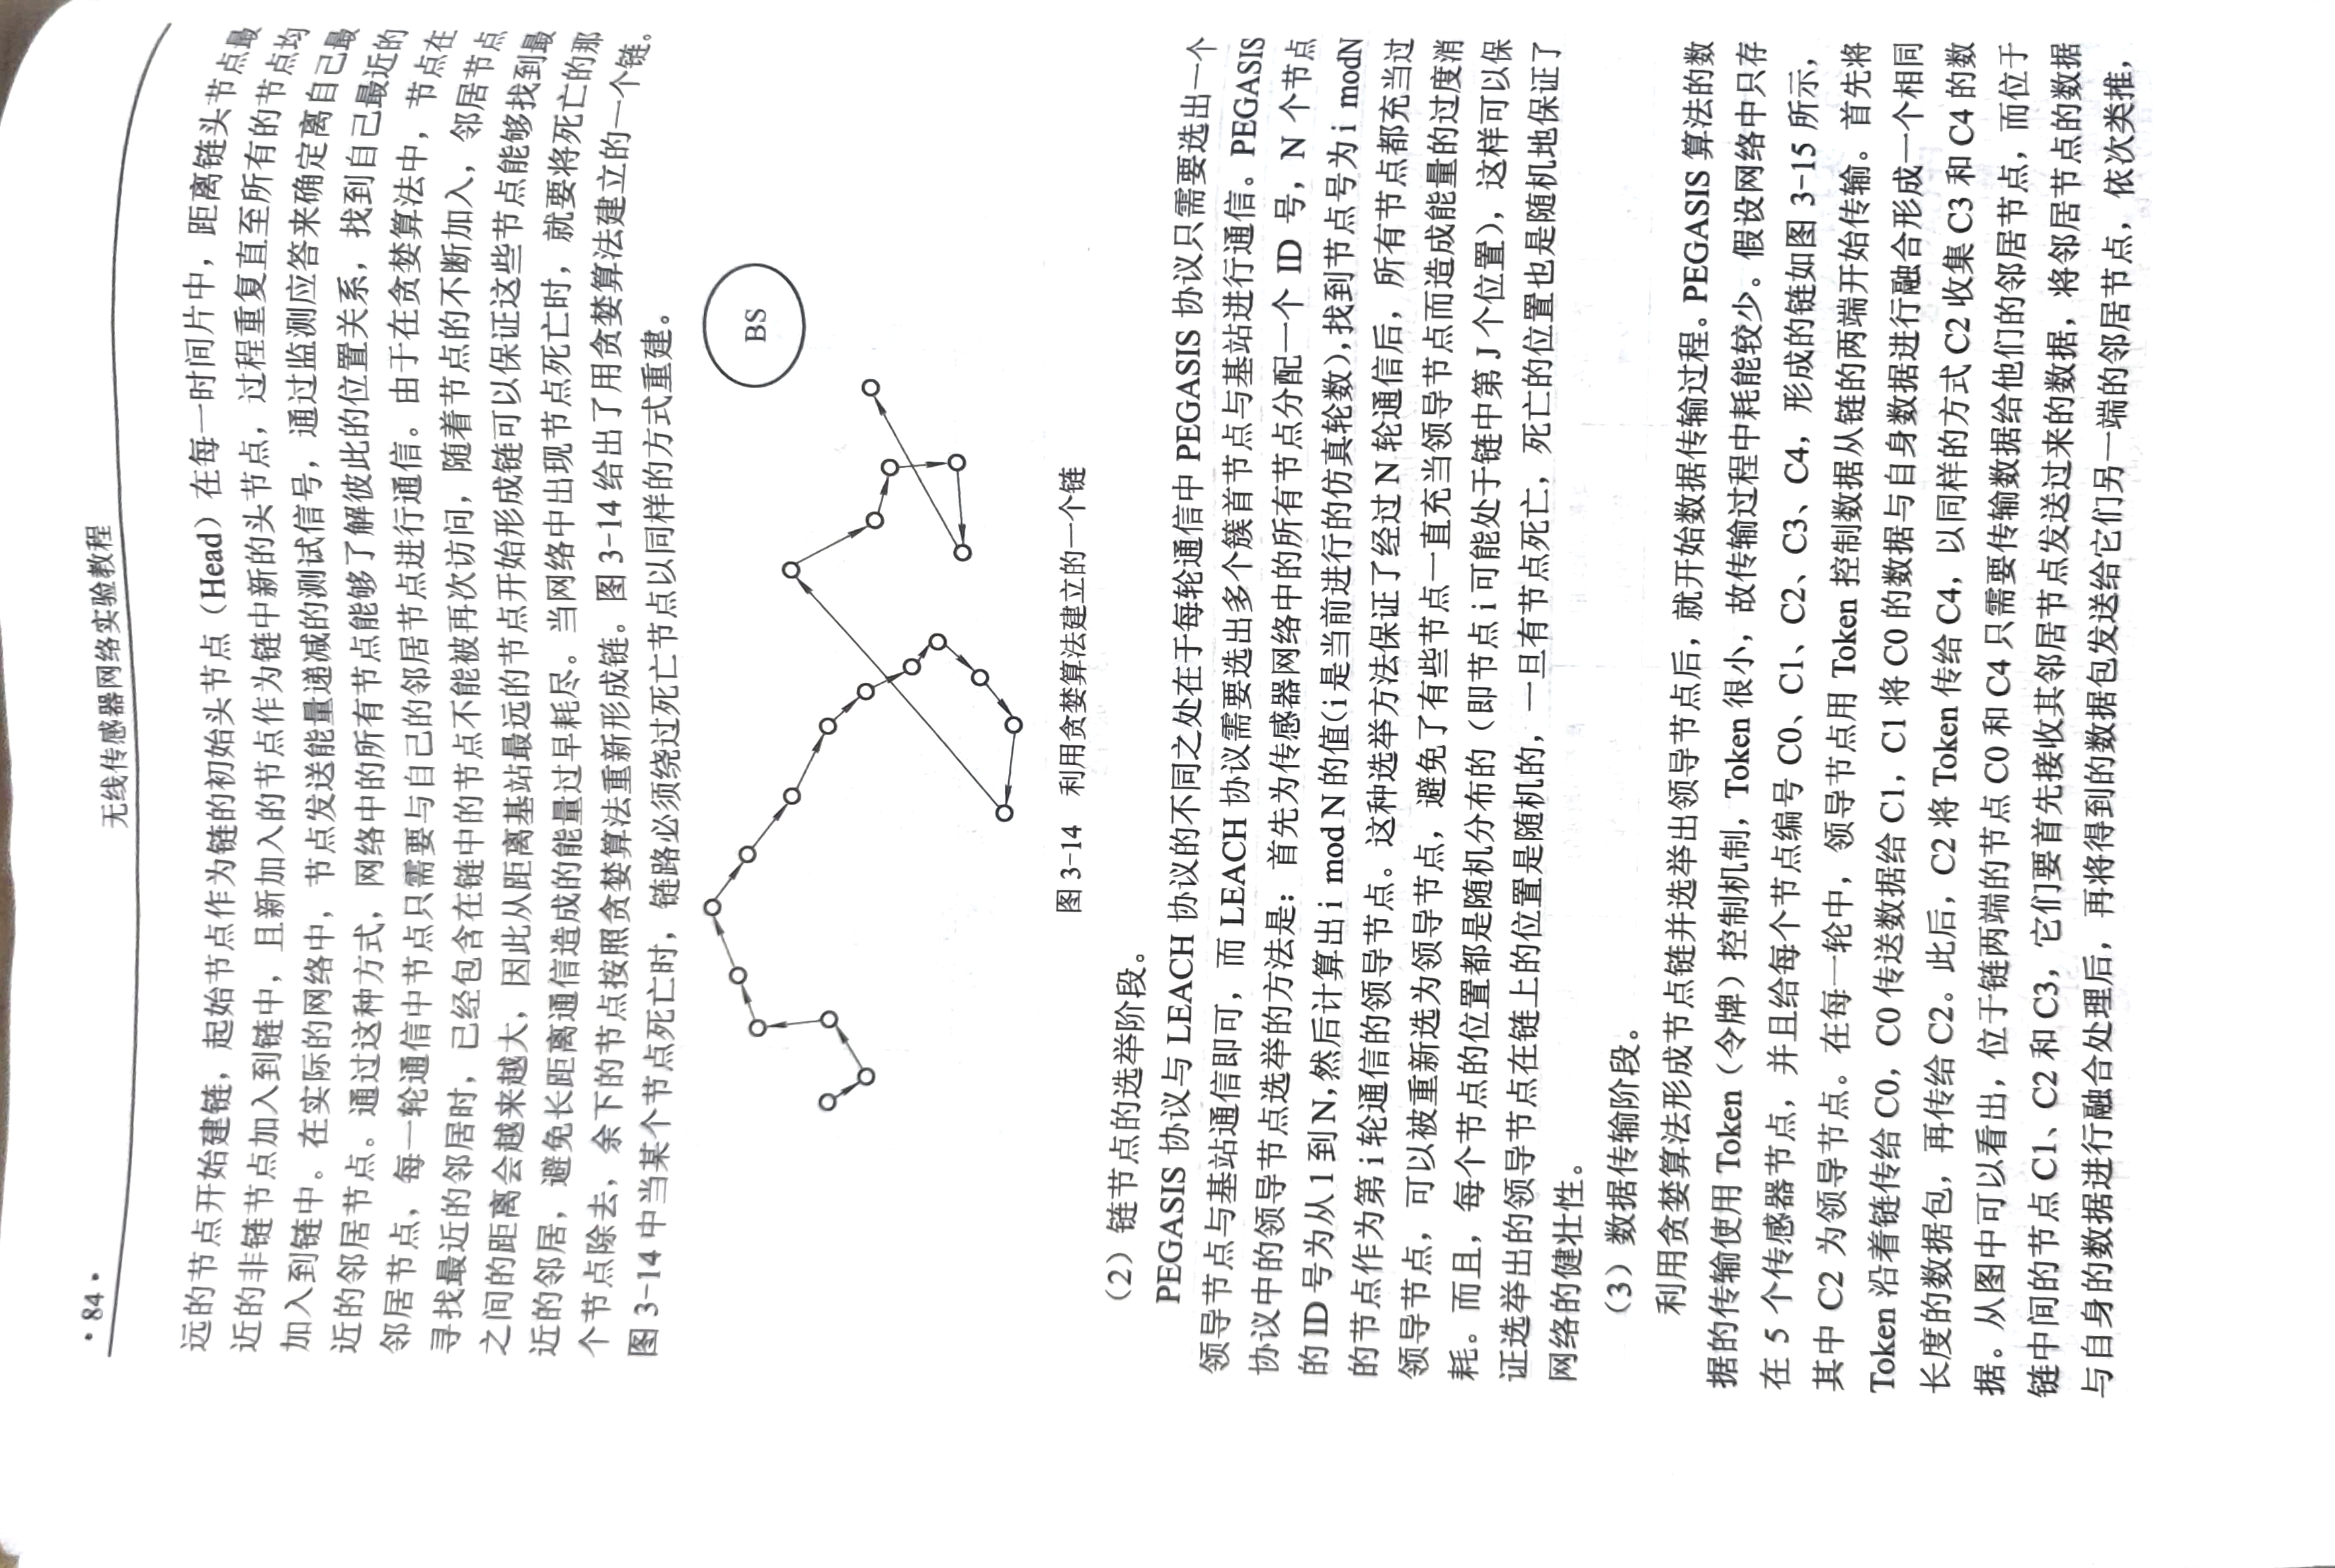 ·84·
无线传感器网络实验教程
远的节点开始建链，起始节点作为链的初始头节点（Head）在每一时间片中，距离链头节点最
近的非链节点加入到链中，且新加入的节点作为链中新的头节点，过程重复直至所有的节点均
加入到链中。在实际的网络中，节点发送能量递减的测试信号，通过监测应答来确定离自己最
近的邻居节点。通过这种方式，网络中的所有节点能够了解彼此的位置关系，找到自己最近的
邻居节点，每一轮通信中节点只需要与自己的邻居节点进行通信。由于在贪婪算法中，节点在
寻找最近的邻居时，已经包含在链中的节点不能被再次访问，随着节点的不断加入，邻居节点
之间的距离会越来越大，因此从距离基站最远的节点开始形成链可以保证这些节点能够找到最
近的邻居，避免长距离通信造成的能量过早耗尽。当网络中出现节点死亡时，就要将死亡的那
个节点除去，余下的节点按照贪婪算法重新形成链。图 3-14 给出了用贪婪算法建立的一个链。
图 3-14 中当某个节点死亡时，链路必须绕过死亡节点以同样的方式重建。
BS
图 3-14 利用贪婪算法建立的一个链
（2）链节点的选举阶段。
PEGASIS 协议与 LEACH 协议的不同之处在于每轮通信中 PEGASIS 协议只需要选出一个
领导节点与基站通信即可，而 LEACH 协议需要选出多个簇首节点与基站进行通信。PEGASIS
协议中的领导节点选举的方法是：首先为传感器网络中的所有节点分配一个 ID 号，N 个节点
的 ID 号为从 1 到 N，然后计算出 i mod N 的值（i 是当前进行的仿真轮数），找到节点号为 i modN
的节点作为第 i 轮通信的领导节点。这种选举方法保证了经过 N 轮通信后，所有节点都充当过
领导节点，可以被重新选为领导节点，避免了有些节点一直充当领导节点而造成能量的过度消
耗。而且，每个节点的位置都是随机分布的（即节点 i 可能处于链中第 J 个位置），这样可以保
证选举出的领导节点在链上的位置是随机的，一旦有节点死亡，死亡的位置也是随机地保证了
网络的健壮性。
（3）数据传输阶段。
利用贪婪算法形成节点链并选举出领导节点后，就开始数据传输过程。PEGASIS 算法的数
据的传输使用 Token（令牌）控制机制，Token 很小，故传输过程中耗能较少。假设网络中只存
在 5 个传感器节点，并且给每个节点编号 C0、C1、C2、C3、C4，形成的链如图 3-15 所示，
其中 C2 为领导节点。在每一轮中，领导节点用 Token 控制数据从链的两端开始传输。首先将
Token 沿着链传给 C0，C0 传送数据给 C1，C1 将 C0 的数据与自身数据进行融合形成一个相同
长度的数据包，再传给 C2。此后，C2 将 Token 传给 C4，以同样的方式 C2 收集 C3 和 C4 的数
据。从图中可以看出，位于链两端的节点 C0 和 C4 只需要传输数据给他们的邻居节点，而位于
链中间的节点 C1、C2 和 C3，它们要首先接收其邻居节点发送过来的数据，将邻居节点的数据
与自身的数据进行融合处理后，再将得到的数据包发送给它们另一端的邻居节点，依次类推，